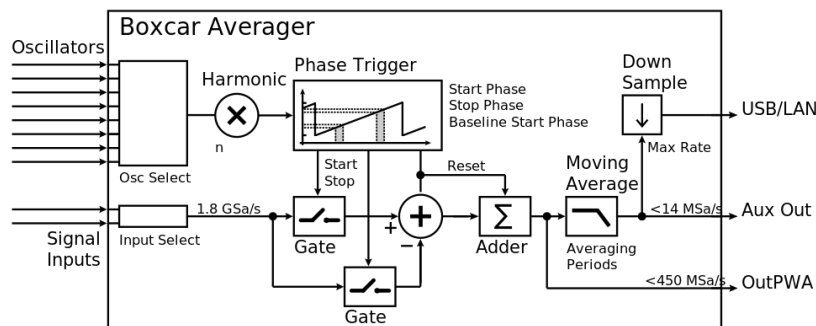 Boxcar Averager
Oscillators
Osc Select
Harmonic
n
Phase Trigger
Start Phase
Stop Phase
Baseline Start Phase
Down
Sample
USB/LAN
Max Rate
Start
Stop
Reset
Moving
Average
Signal
Inputs
Input Select
1.8 GSa/s
Gate
+
−
Σ
Adder
Averaging
Periods
<14 MSa/s
Aux Out
Gate
<450 MSa/s
OutPWA